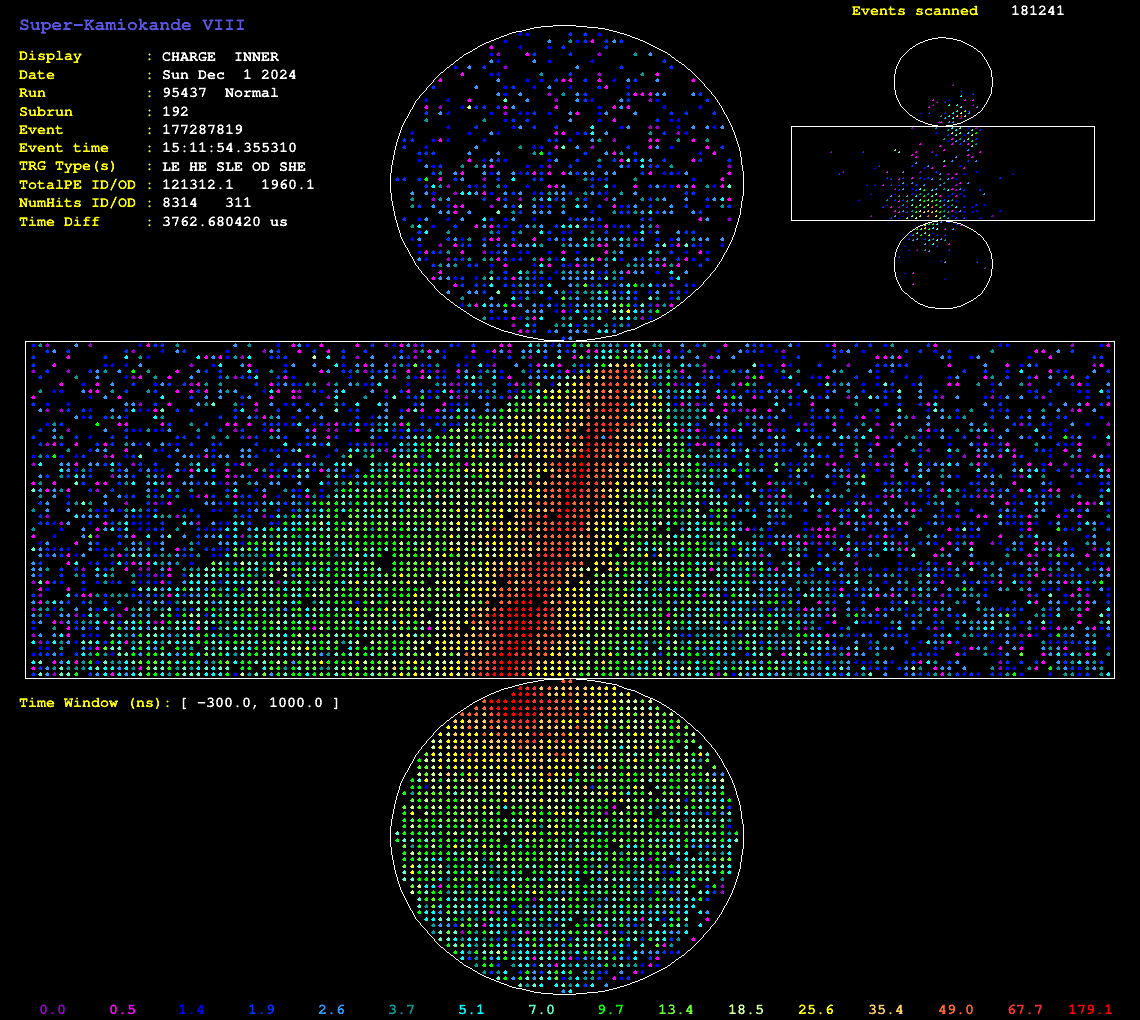 Super-Kamiokande VIII
Events scanned 181241
Display : CHARGE INNER
Date : Sun Dec 1 2024
Run : 95437 Normal
Subrun : 192
Event : 177287819
Event time : 15:11:54.355310
TRG Type(s) : LE HE SLE OD SHE
TotalPE ID/OD : 121312.1 1960.1
NumHits ID/OD : 8314 311
Time Diff : 3762.680420 us
Time Window (ns): [ -300.0, 1000.0 ]
0.0 0.5 1.4 1.9 2.6 3.7 5.1 7.0 9.7 13.4 18.5 25.6 35.4 49.0 67.7 179.1